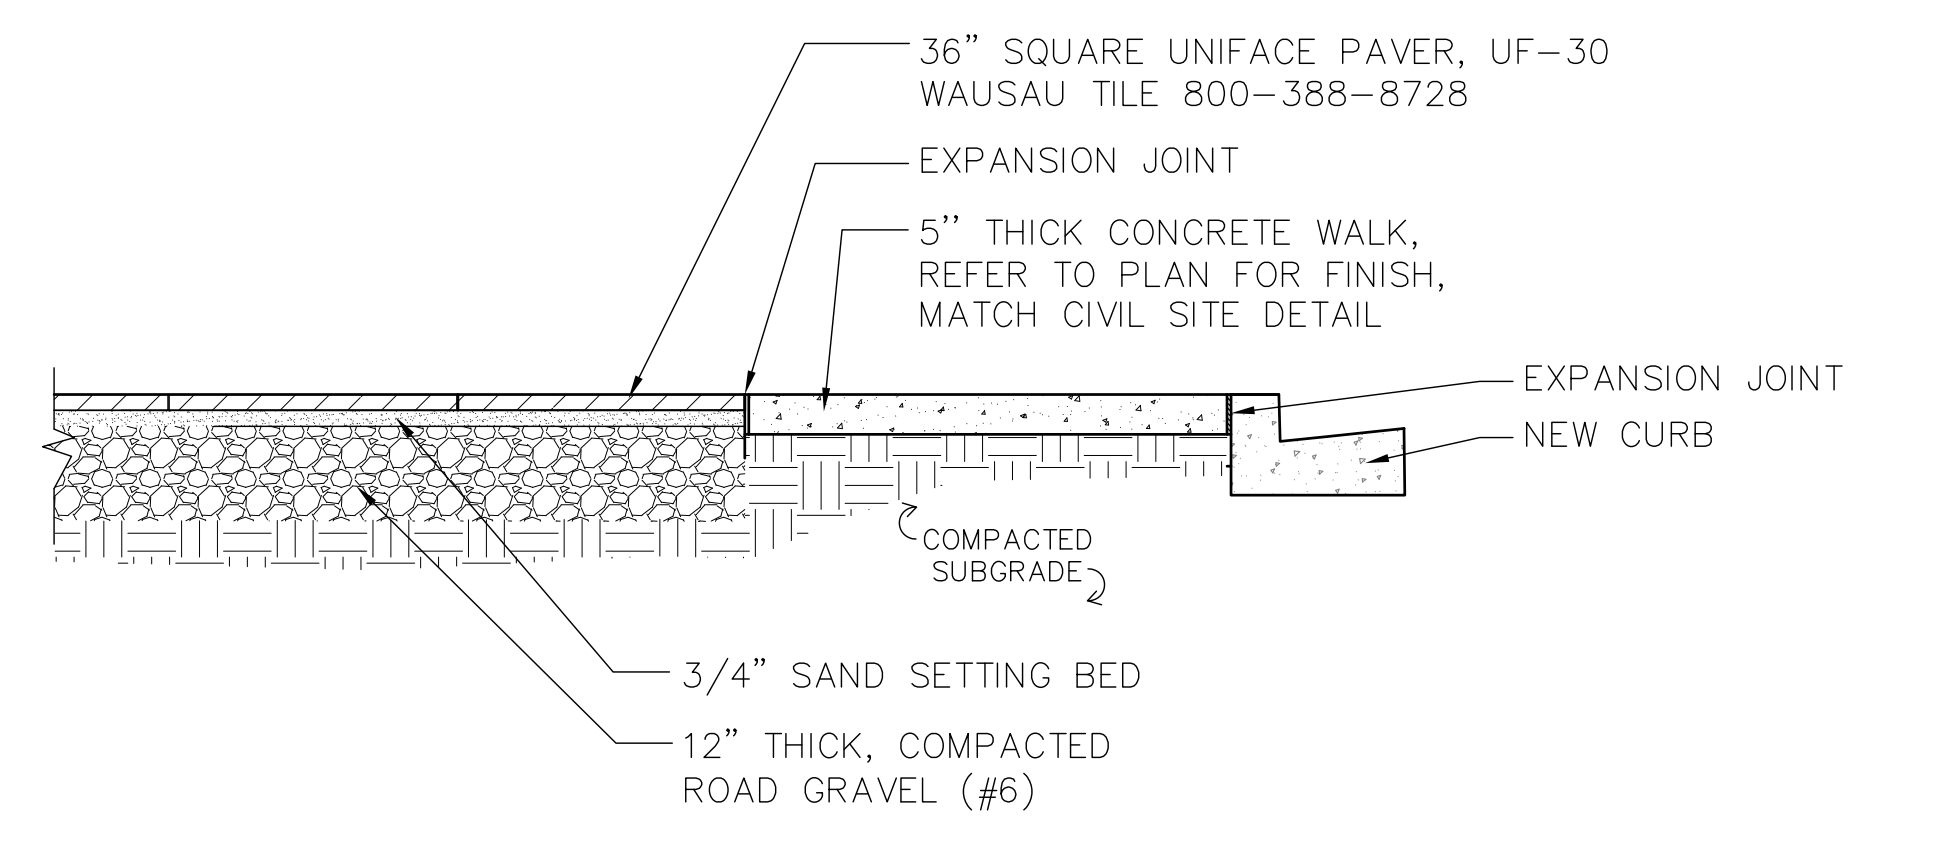 36” SQUARE UNIFACE PAVER, UF-30
WAUSAU TILE 800-388-8728
EXPANSION JOINT
5’’ THICK CONCRETE WALK,
REFER TO PLAN FOR FINISH,
MATCH CIVIL SITE DETAIL
EXPANSION JOINT
NEW CURB
COMPACTED
SUBGRADE
3/4” SAND SETTING BED
12” THICK, COMPACTED
ROAD GRAVEL (#6)